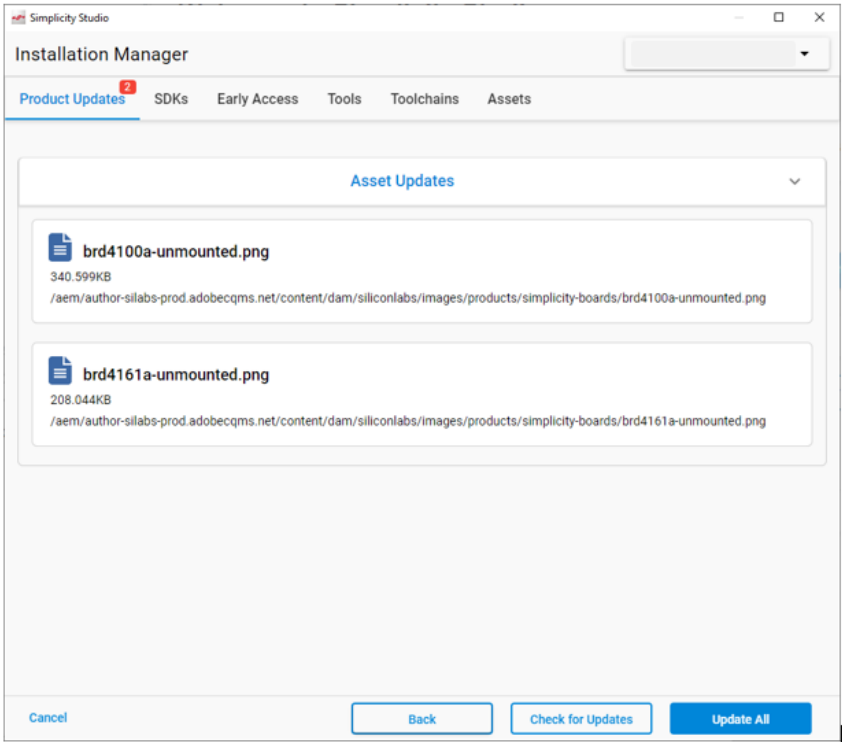 Simplicity Studio
Installation Manager
Product Updates 2 SDKs Early Access Tools Toolchains Assets
Asset Updates
brd4100a-unmounted.png
340.599KB
/aem/author-silabs-prod.adobecqms.net/content/dam/siliconlabs/images/products/simplicity-boards/brd4100a-unmounted.png
brd4161a-unmounted.png
208.044KB
/aem/author-silabs-prod.adobecqms.net/content/dam/siliconlabs/images/products/simplicity-boards/brd4161a-unmounted.png
Cancel Back Check for Updates Update All